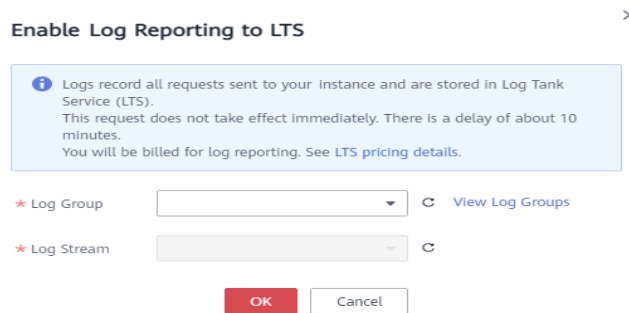 Enable Log Reporting to LTS
Logs record all requests sent to your instance and are stored in Log Tank
Service (LTS).
This request does not take effect immediately. There is a delay of about 10
minutes.
You will be billed for log reporting. See LTS pricing details.
* Log Group
View Log Groups
* Log Stream
OK
Cancel